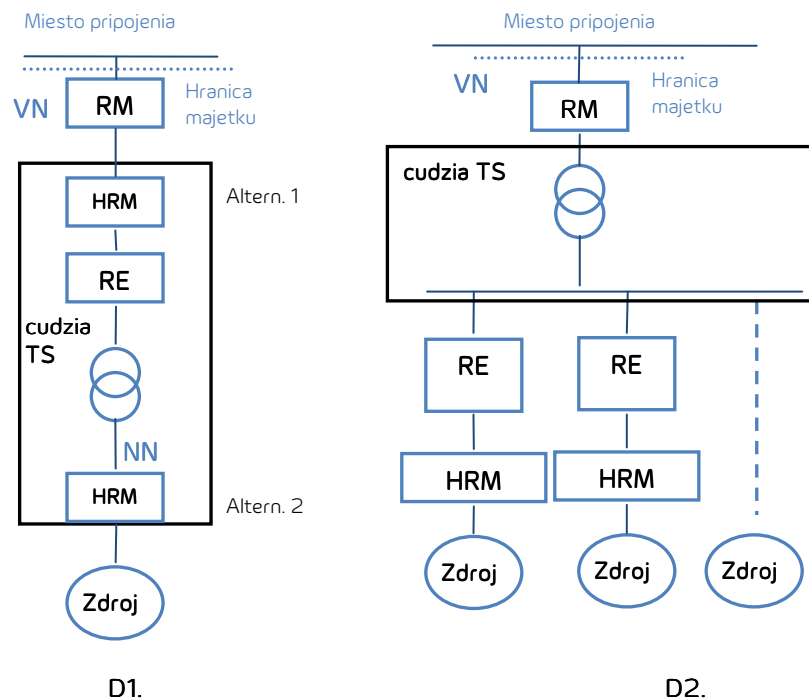 Miesto pripojenia
VN
RM
Hranica
majetku
HRM
Altern. 1
RE
cudzia
TS
NN
HRM
Altern. 2
Zdroj
D1.
Miesto pripojenia
VN
Hranica
majetku
RM
cudzia TS
RE
RE
HRM
HRM
Zdroj
Zdroj
Zdroj
D2.